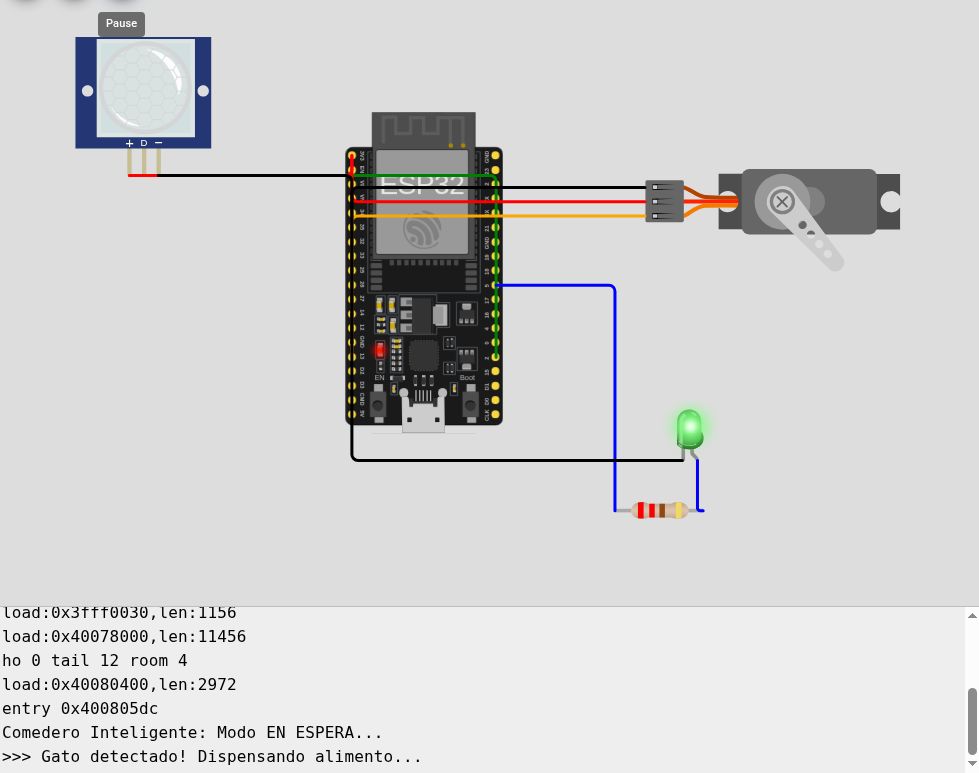 Pause
+ D −
ESP32
EN
Boot
load:0x3fff0030,len:1156
load:0x40078000,len:11456
ho 0 tail 12 room 4
load:0x40080400,len:2972
entry 0x400805dc
Comedero Inteligente: Modo EN ESPERA...
>>> Gato detectado! Dispensando alimento...